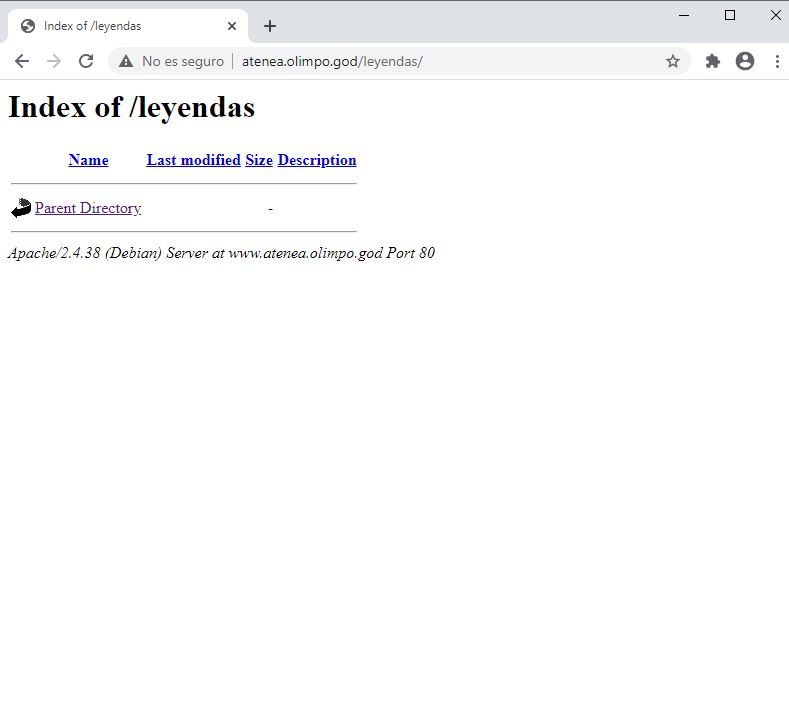 Index of /leyendas
No es seguro atenea.olimpo.god/leyendas/
Index of /leyendas
Name Last modified Size Description
Parent Directory -
Apache/2.4.38 (Debian) Server at www.atenea.olimpo.god Port 80